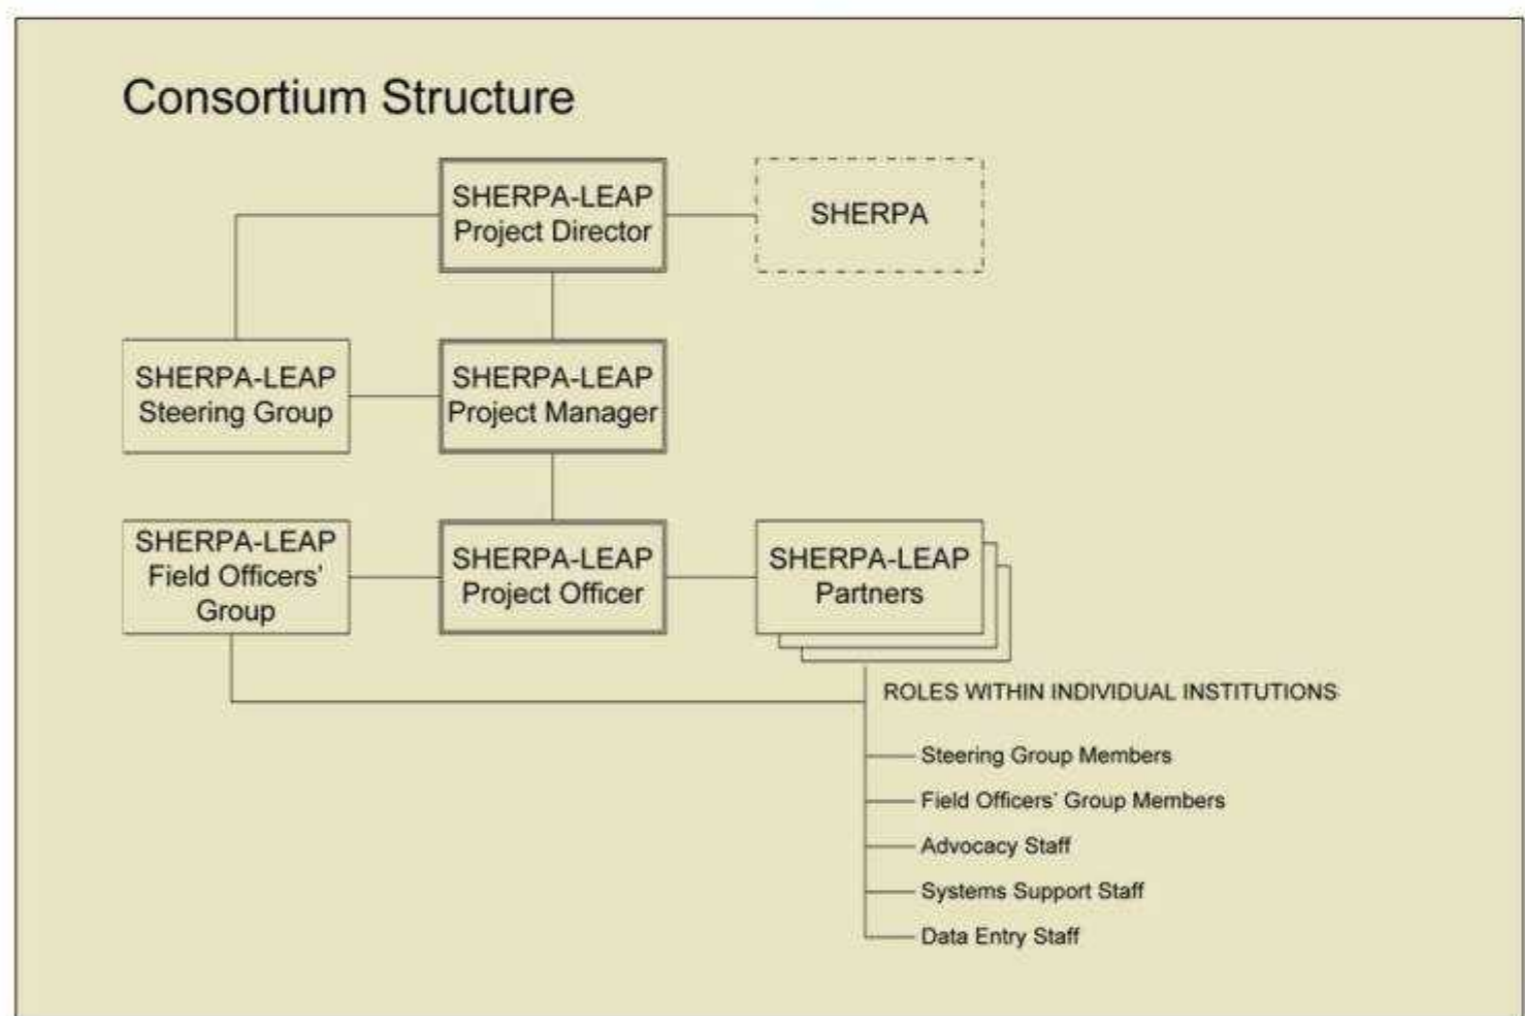 Consortium Structure
SHERPA-LEAP
Project Director
SHERPA
SHERPA-LEAP
Steering Group
SHERPA-LEAP
Project Manager
SHERPA-LEAP
Field Officers'
Group
SHERPA-LEAP
Project Officer
SHERPA-LEAP
Partners
ROLES WITHIN INDIVIDUAL INSTITUTIONS
Steering Group Members
Field Officers' Group Members
Advocacy Staff
Systems Support Staff
Data Entry Staff